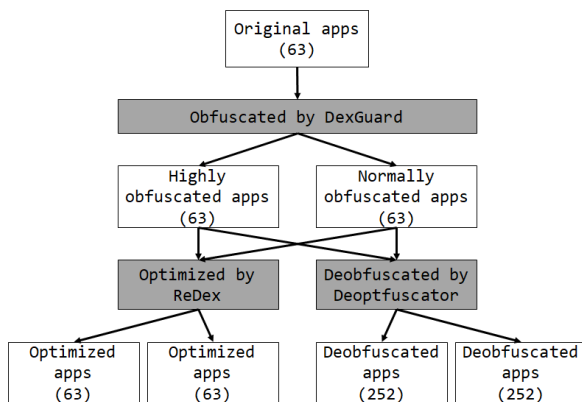 Original apps
(63)
Obfuscated by DexGuard
Highly
obfuscated apps
(63)
Normally
obfuscated apps
(63)
Optimized by
ReDex
Deobfuscated by
Deoptfuscator
Optimized
apps
(63)
Optimized
apps
(63)
Deobfuscated
apps
(252)
Deobfuscated
apps
(252)